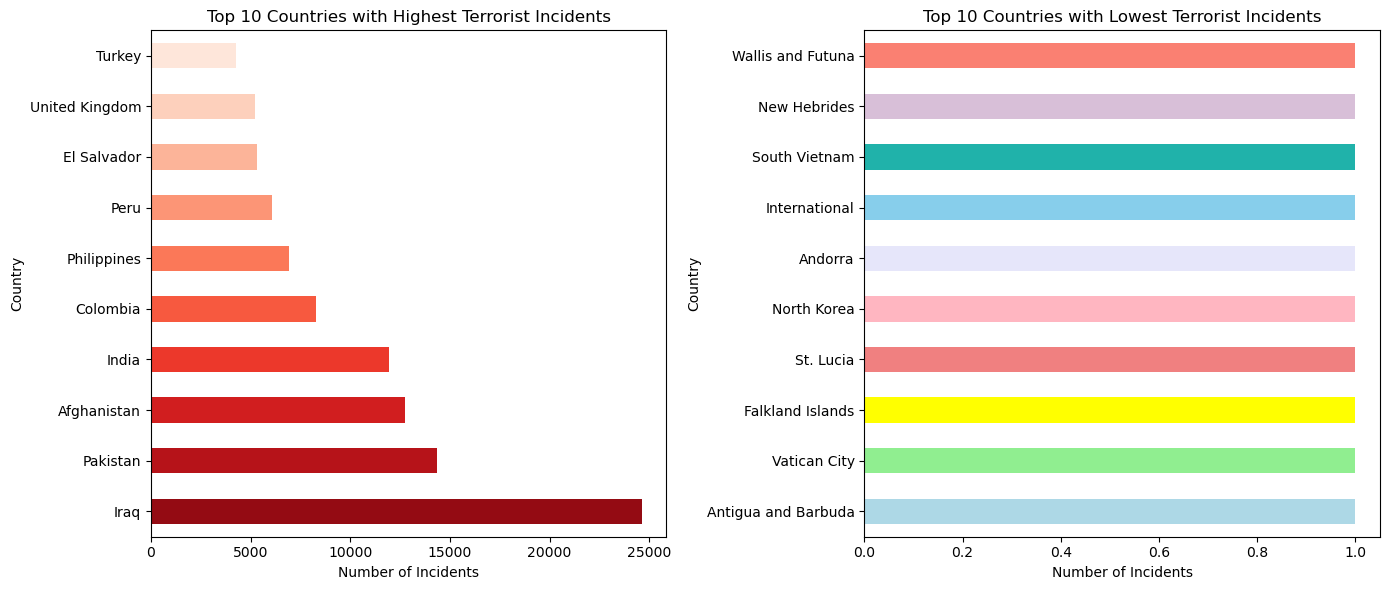 Top 10 Countries with Highest Terrorist Incidents
Turkey
United Kingdom
El Salvador
Peru
Philippines
Colombia
India
Afghanistan
Pakistan
Iraq
Country
0 5000 10000 15000 20000 25000
Number of Incidents
Top 10 Countries with Lowest Terrorist Incidents
Wallis and Futuna
New Hebrides
South Vietnam
International
Andorra
North Korea
St. Lucia
Falkland Islands
Vatican City
Antigua and Barbuda
Country
0.0 0.2 0.4 0.6 0.8 1.0
Number of Incidents